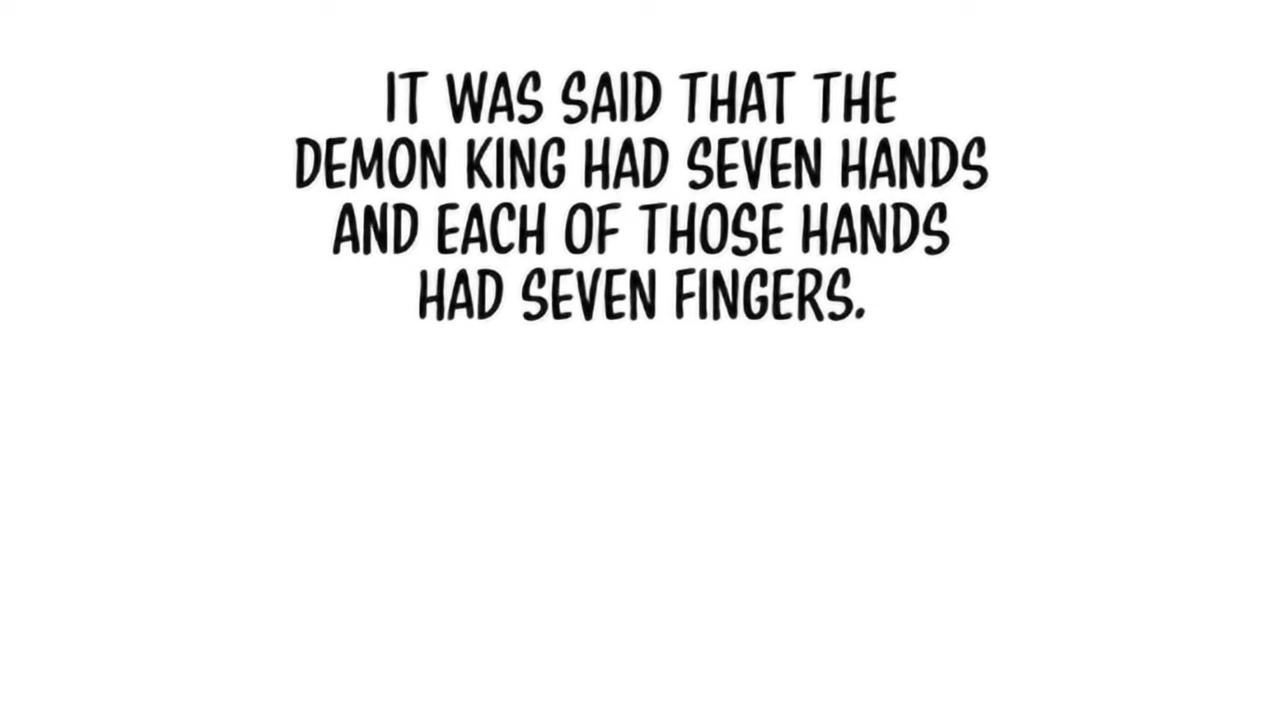 IT WAS SAID THAT THE
DEMON KING HAD SEVEN HANDS
AND EACH OF THOSE HANDS
HAD SEVEN FINGERS.